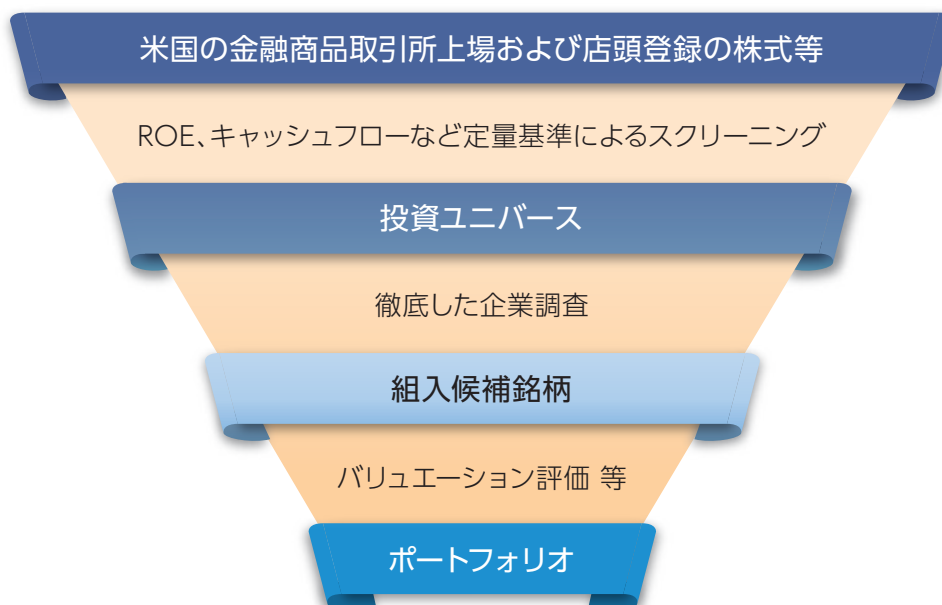 米国の金融商品取引所上場および店頭登録の株式等
ROE、キャッシュフローなど定量基準によるスクリーニング
投資ユニバース
徹底した企業調査
組入候補銘柄
バリュエーション評価 等
ポートフォリオ